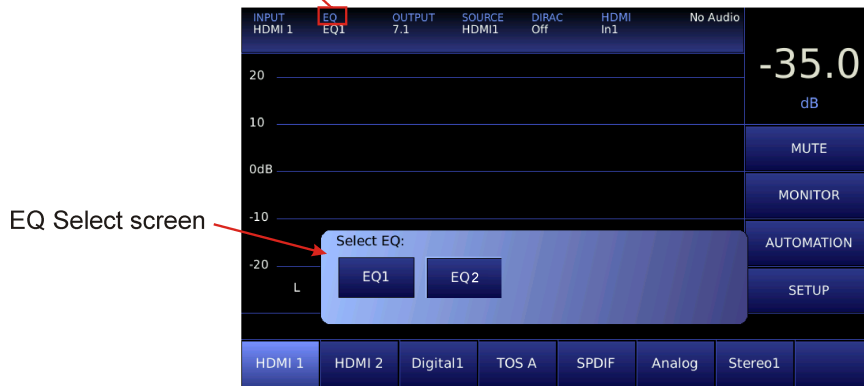 INPUT EQ OUTPUT SOURCE DIRAC HDMI No Audio
HDMI 1 EQ1 7.1 HDMI1 Off In1
-35.0
dB
20
10
0dB
-10
-20
L
MUTE
MONITOR
AUTOMATION
SETUP
EQ Select screen
Select EQ:
EQ1 EQ2
HDMI 1 HDMI 2 Digital1 TOS A SPDIF Analog Stereo1